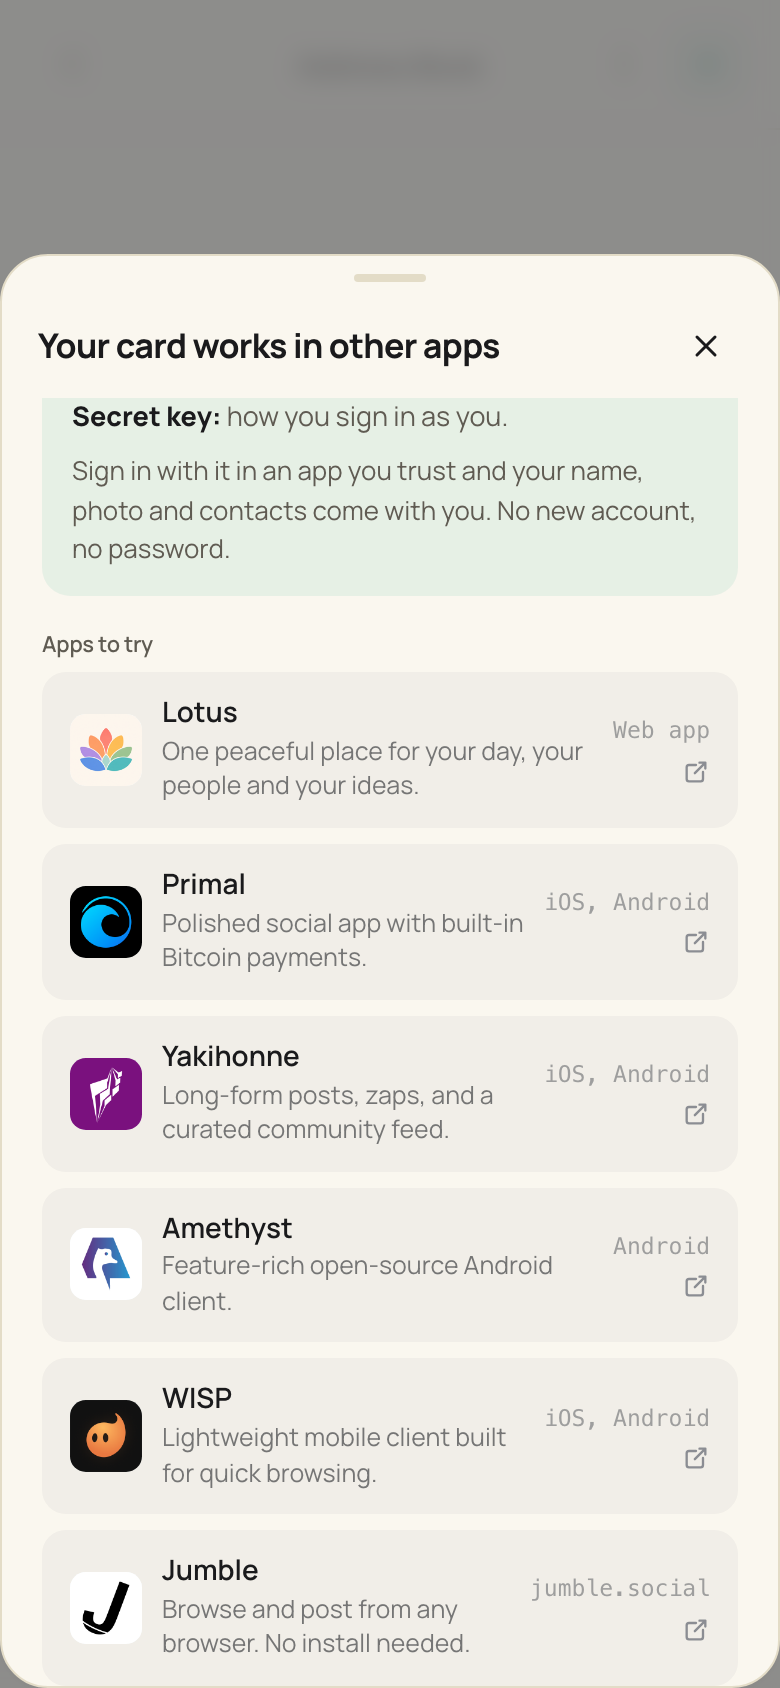 Your card works in other apps
Secret key: how you sign in as you.
Sign in with it in an app you trust and your name,
photo and contacts come with you. No new account,
no password.
Apps to try
Lotus
One peaceful place for your day, your
people and your ideas.
Web app
Primal
Polished social app with built-in
Bitcoin payments.
iOS, Android
Yakihonne
Long-form posts, zaps, and a
curated community feed.
iOS, Android
Amethyst
Feature-rich open-source Android
client.
Android
WISP
Lightweight mobile client built
for quick browsing.
iOS, Android
Jumble
Browse and post from any
browser. No install needed.
jumble.social